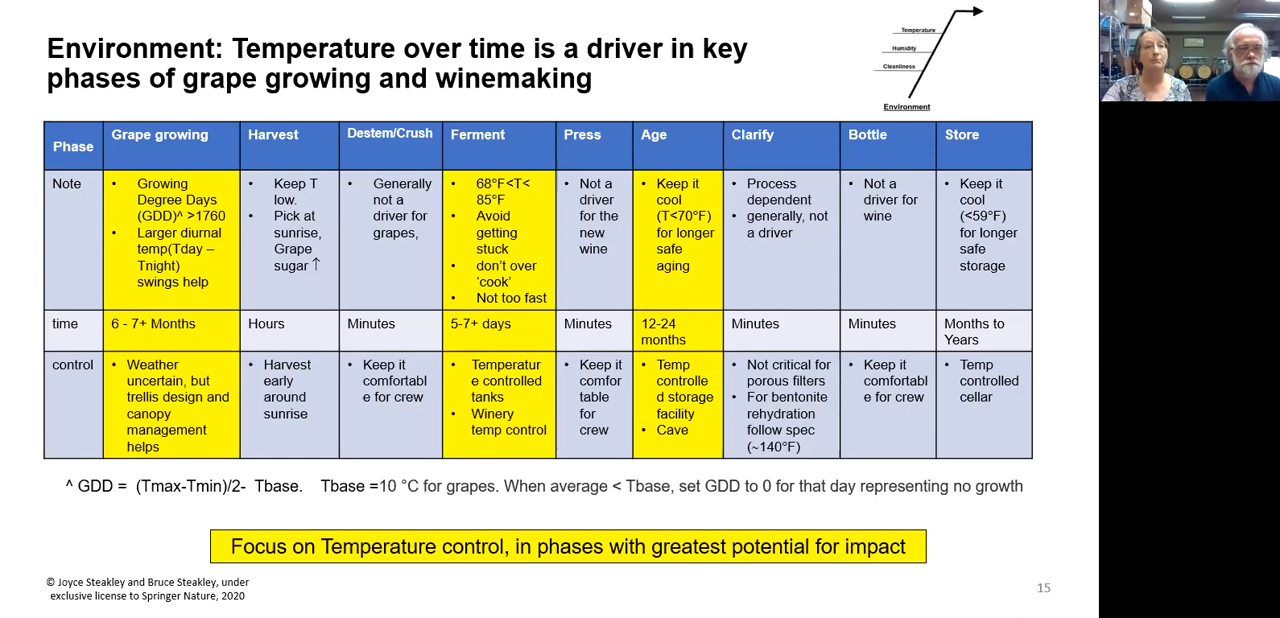 Environment: Temperature over time is a driver in key
phases of grape growing and winemaking
Temperature
Humidity
Cleanliness
Environment
Phase
Grape growing
Harvest
Destem/Crush
Ferment
Press
Age
Clarify
Bottle
Store
Note
• Growing
Degree Days
(GDD)^ >1760
• Larger diurnal
temp(Tday –
Tnight)
swings help
• Keep T
low.
• Pick at
sunrise,
Grape
sugar ↑
• Generally
not a
driver for
grapes,
• 68°F<T<
85°F
• Avoid
getting
stuck
• don't over
'cook'
• Not too fast
• Not a
driver
for the
new
wine
• Keep it
cool
(T<70°F)
for longer
safe
aging
• Process
dependent
• generally, not
a driver
• Not a
driver for
wine
• Keep it
cool
(<59°F)
for longer
safe
storage
time
6 - 7+ Months
Hours
Minutes
5-7+ days
Minutes
12-24
months
Minutes
Minutes
Months to
Years
control
• Weather
uncertain, but
trellis design and
canopy
management
helps
• Harvest
early
around
sunrise
• Keep it
comfortabl
e for crew
• Temperatur
e controlled
tanks
• Winery
temp control
• Keep it
comfor
table
for
crew
• Temp
controlle
d storage
facility
• Cave
• Not critical for
porous filters
• For bentonite
rehydration
follow spec
(~140°F)
• Keep it
comfortabl
e for crew
• Temp
controlled
cellar
^ GDD = (Tmax-Tmin)/2- Tbase. Tbase =10 °C for grapes. When average < Tbase, set GDD to 0 for that day representing no growth
Focus on Temperature control, in phases with greatest potential for impact
© Joyce Steakley and Bruce Steakley, under
exclusive license to Springer Nature, 2020
15